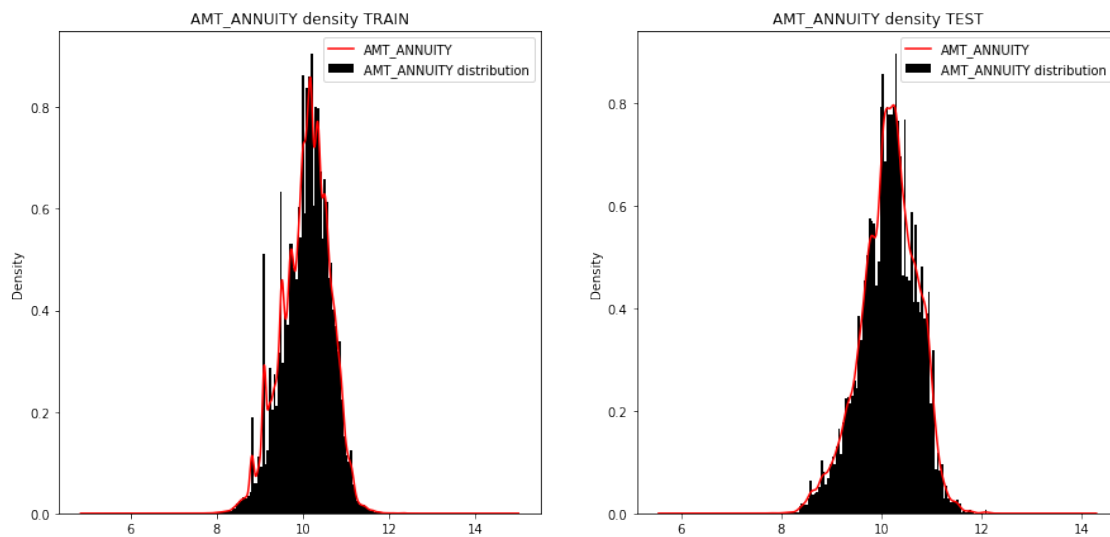 AMT_ANNUITY density TRAIN
AMT_ANNUITY
AMT_ANNUITY distribution
Density
0.8
0.6
0.4
0.2
0.0
6 8 10 12 14
AMT_ANNUITY density TEST
AMT_ANNUITY
AMT_ANNUITY distribution
Density
0.8
0.6
0.4
0.2
0.0
6 8 10 12 14